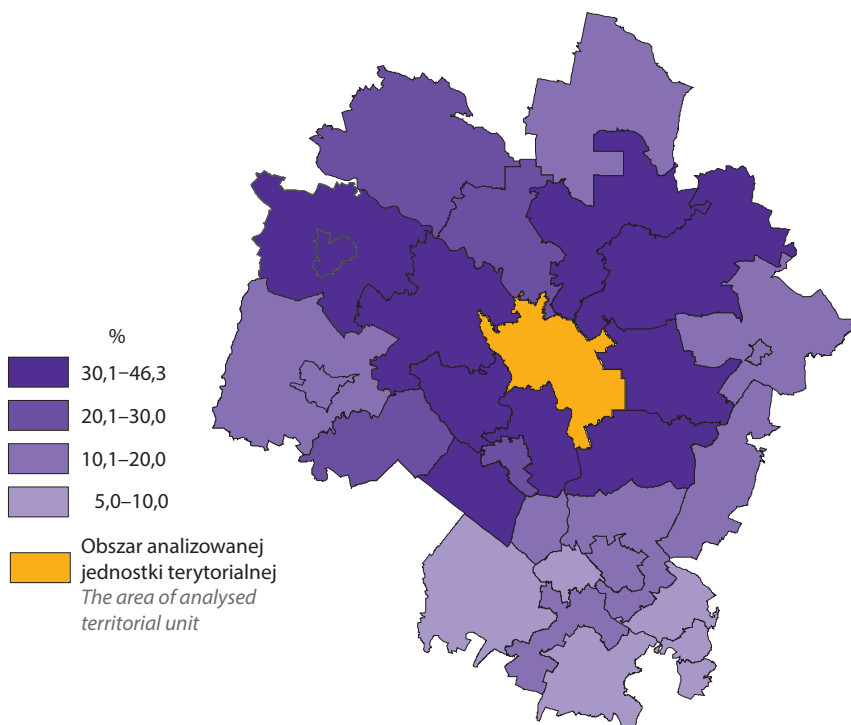 %
30,1–46,3
20,1–30,0
10,1–20,0
5,0–10,0
Obszar analizowanej
jednostki terytorialnej
The area of analysed
territorial unit